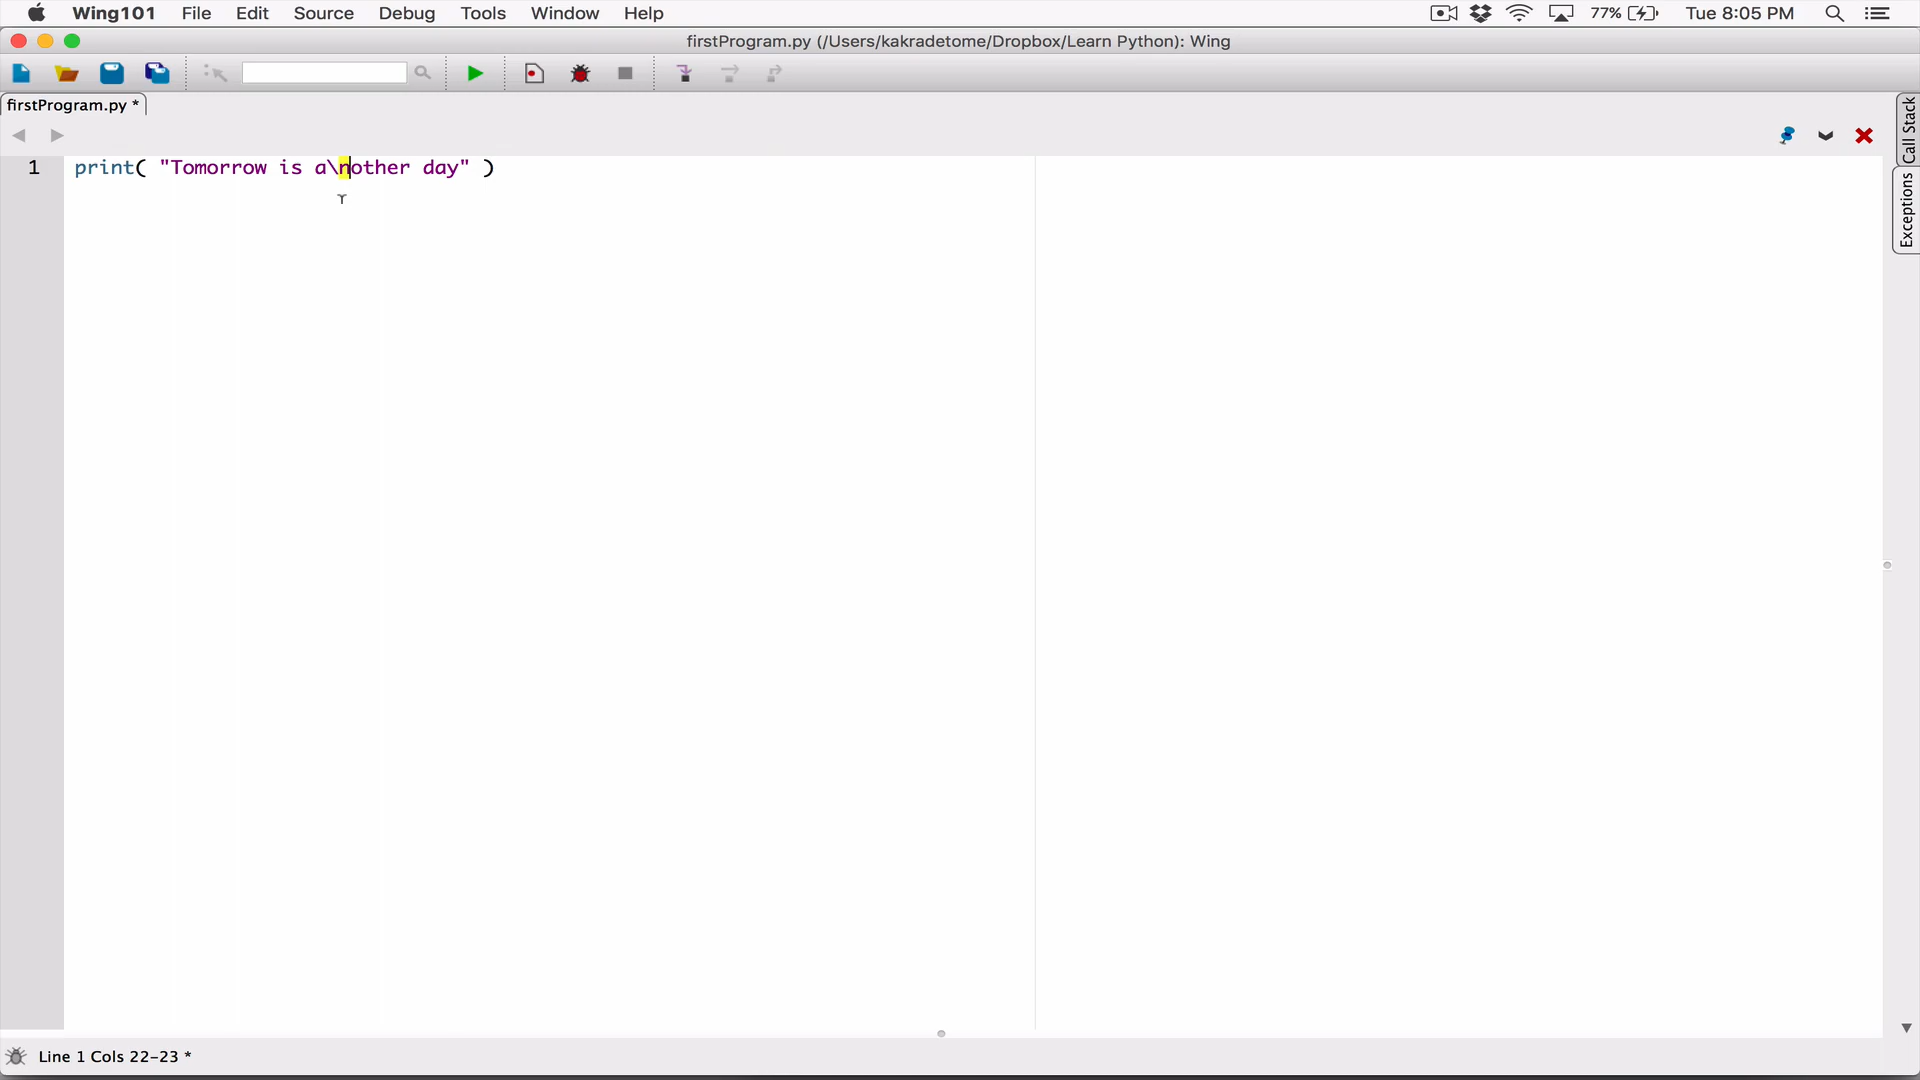 Wing101 File Edit Source Debug Tools Window Help 77% Tue 8:05 PM
firstProgram.py (/Users/kakradetome/Dropbox/Learn Python): Wing
firstProgram.py *
1 print( "Tomorrow is a\nother day" )
Call Stack
Exceptions
Line 1 Cols 22-23 *